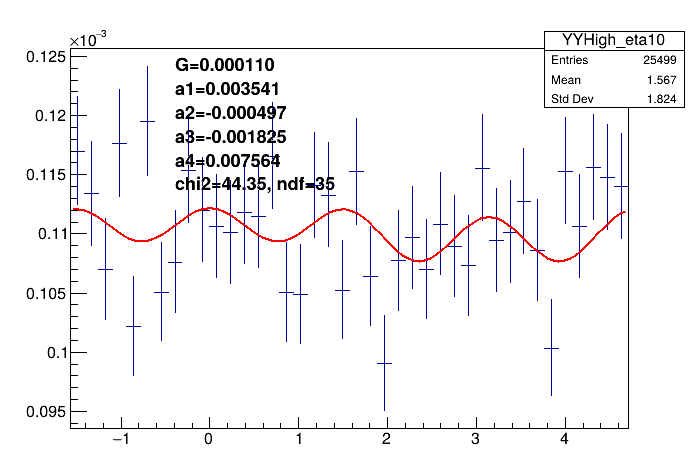 ×10⁻³
YYHigh_eta10
Entries 25499
Mean 1.567
Std Dev 1.824
G=0.000110
a1=0.003541
a2=-0.000497
a3=-0.001825
a4=0.007564
chi2=44.35, ndf=35
0.125
0.12
0.115
0.11
0.105
0.1
0.095
−1 0 1 2 3 4